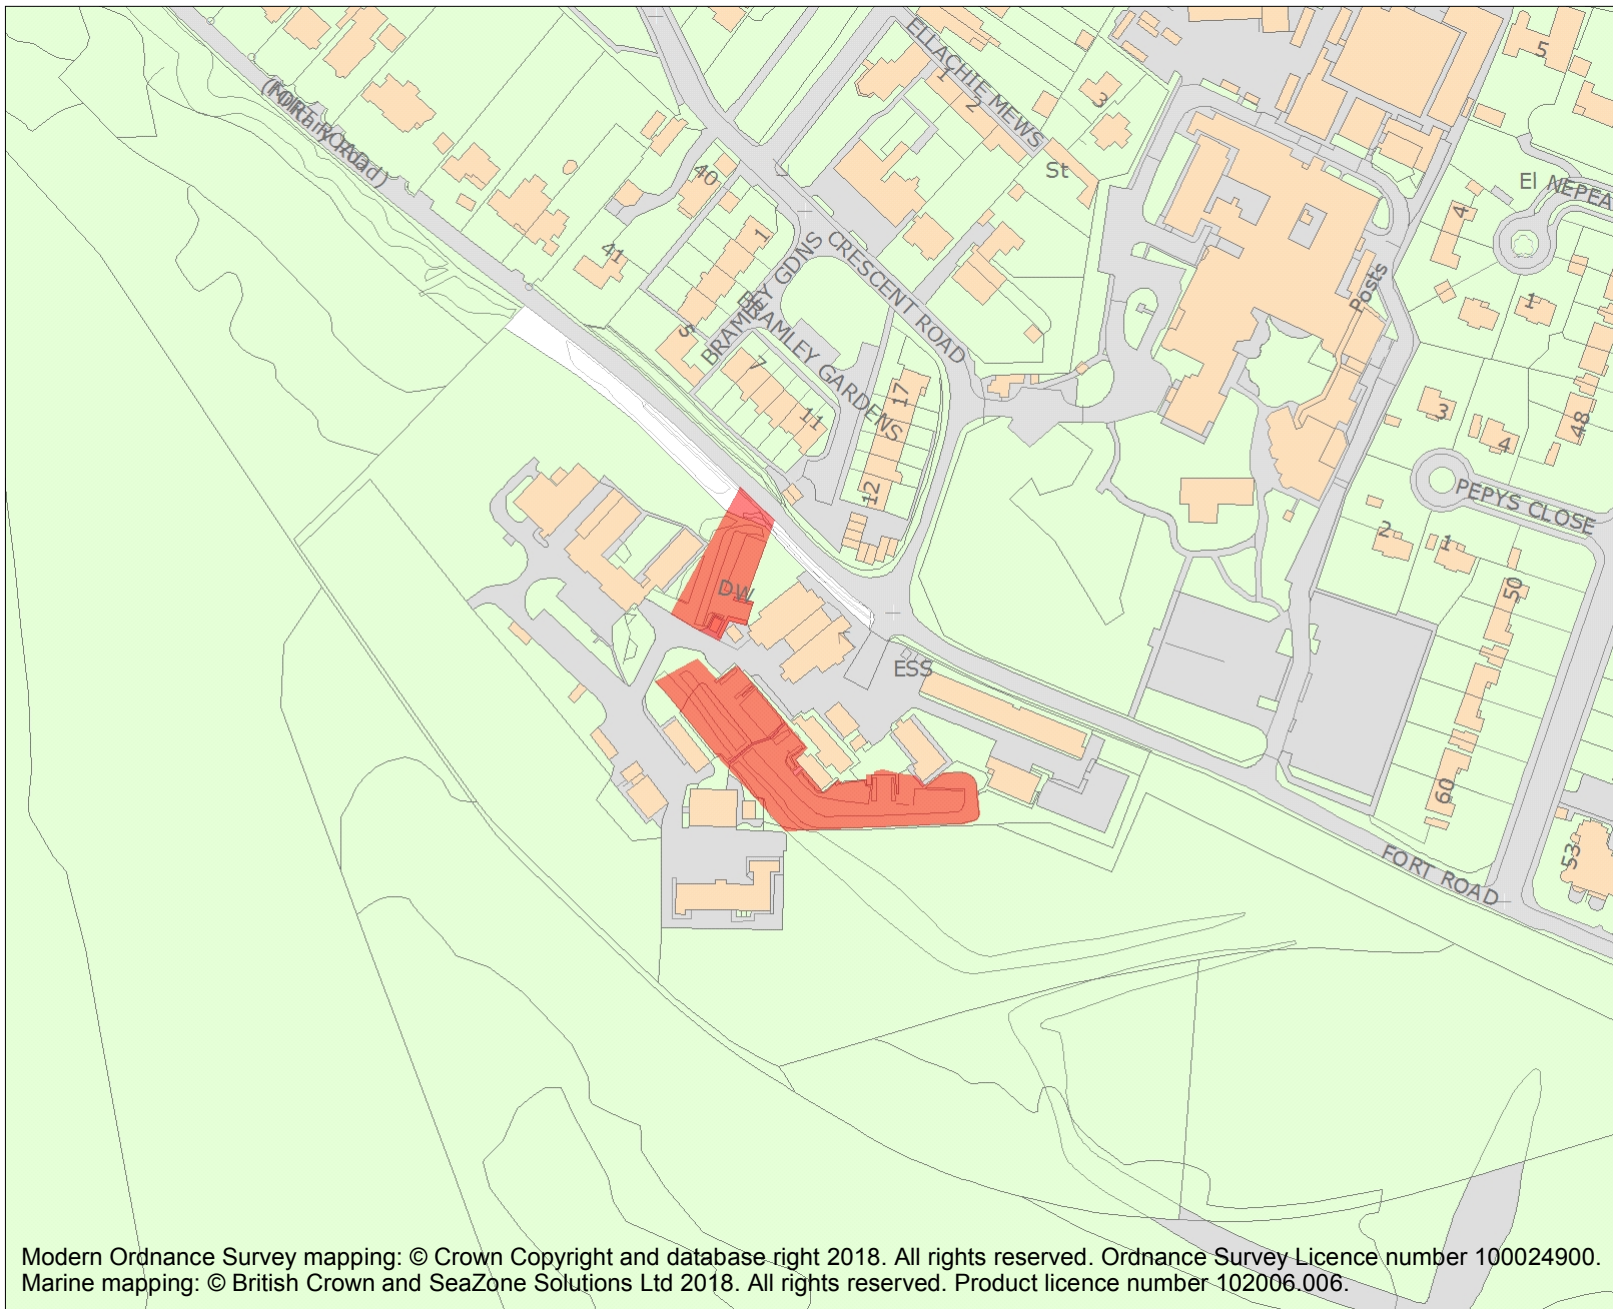 ELLACHIE MEWS
1
2
3
5
St
El
NEPEA
4
1
Posts
40
41
1
BRAMLEY GDNS
CRESCENT ROAD
BRAMLEY GARDENS
5
7
11
17
12
3
4
48
PEPYS CLOSE
2
1
50
DW
ESS
60
FORT ROAD
53
Modern Ordnance Survey mapping: © Crown Copyright and database right 2018. All rights reserved. Ordnance Survey Licence number 100024900.
Marine mapping: © British Crown and SeaZone Solutions Ltd 2018. All rights reserved. Product licence number 102006.006.